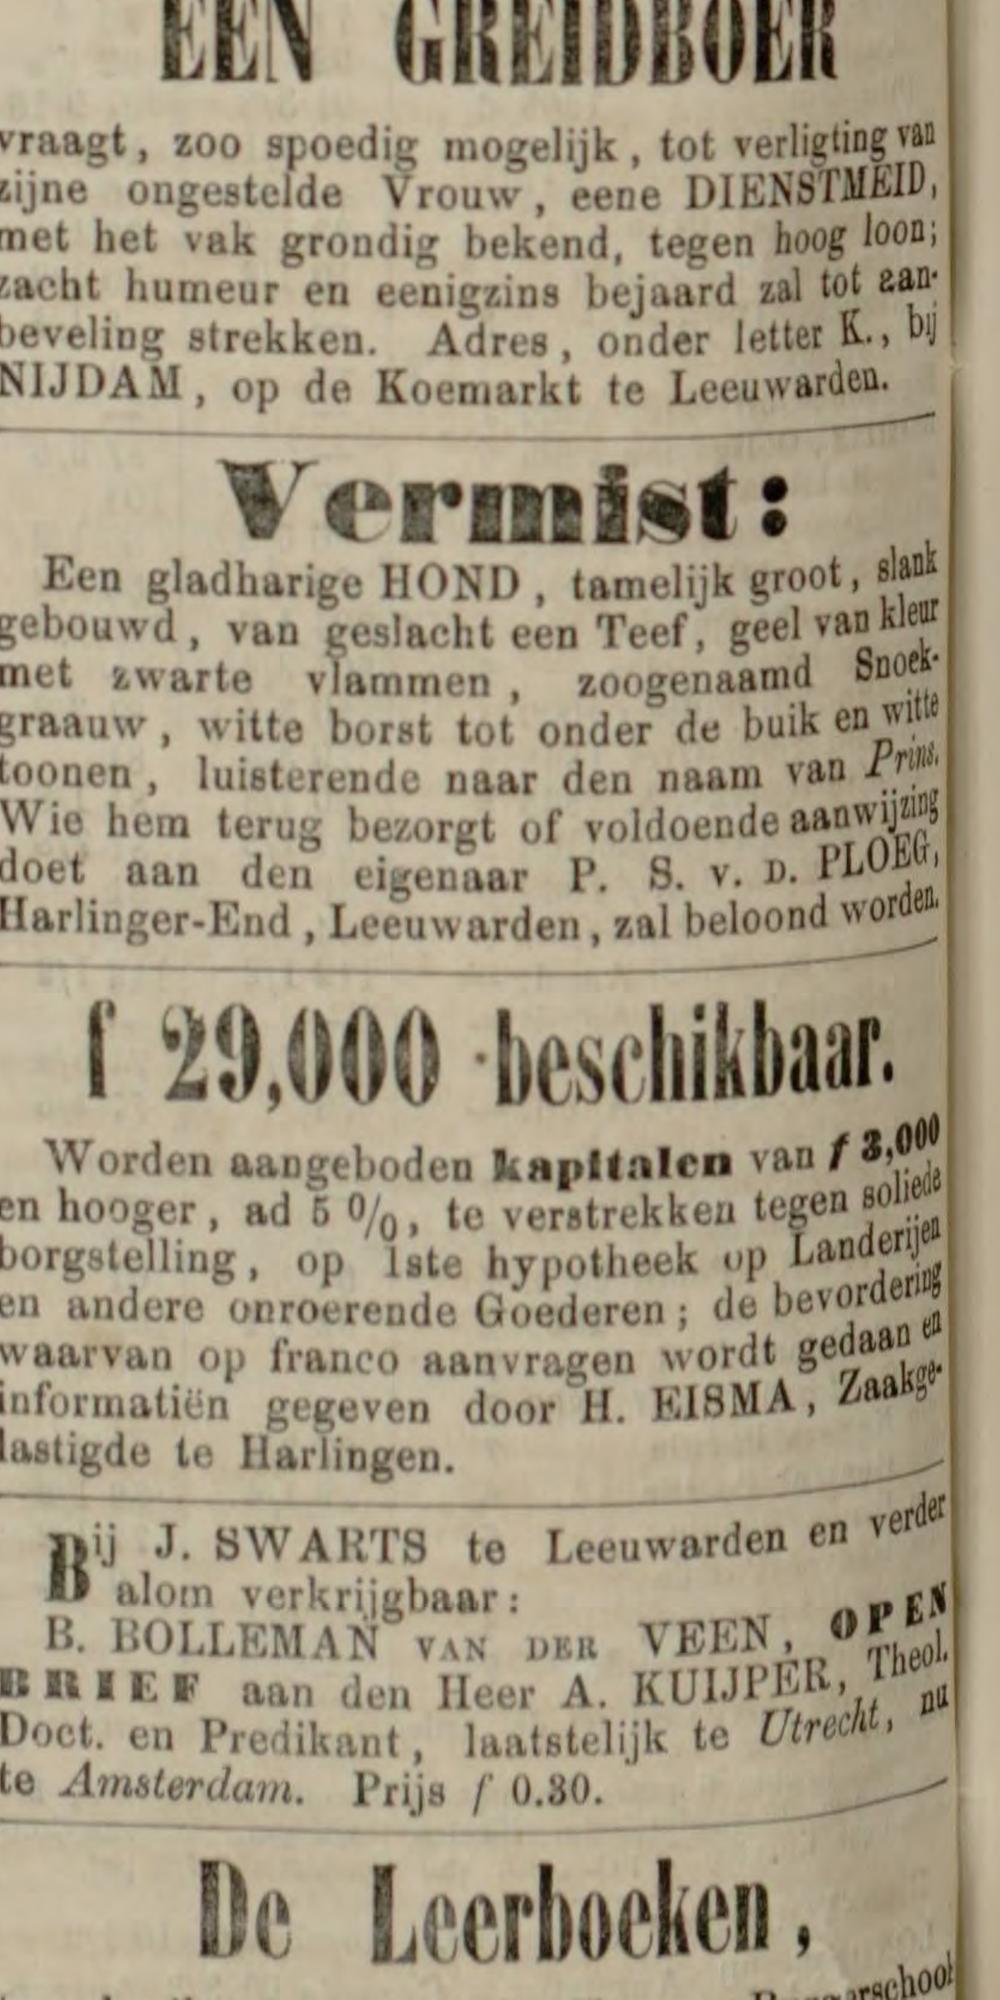 EEN GREIDBOER
vraagt, zoo spoedig mogelijk, tot verligting van
zijne ongestelde Vrouw, eene DIENSTMEID,
met het vak grondig bekend, tegen hoog loon;
zacht humeur en eenigzins bejaard zal tot aan-
beveling strekken. Adres, onder letter K., bij
NIJDAM, op de Koemarkt te Leeuwarden.
Vermist:
Een gladharige HOND, tamelijk groot, slank
gebouwd, van geslacht een Teef, geel van kleur
met zwarte vlammen, zoogenaamd Snoek-
graauw, witte borst tot onder de buik en witte
toonen, luisterende naar den naam van Prins.
Wie hem terug bezorgt of voldoende aanwijzing
doet aan den eigenaar P. S. v. D. PLOEG,
Harlinger-End, Leeuwarden, zal beloond worden.
f 29,000 beschikbaar.
Worden aangeboden kapitalen van f 3,000
en hooger, ad 5 %, te verstrekken tegen soliede
borgstelling, op 1ste hypotheek op Landerijen
en andere onroerende Goederen; de bevordering
waarvan op franco aanvragen wordt gedaan en
informatiën gegeven door H. EISMA, Zaakge-
lastigde te Harlingen.
Bij J. SWARTS te Leeuwarden en verder
alom verkrijgbaar:
B. BOLLEMAN VAN DER VEEN, OPEN
BRIEF aan den Heer A. KUIJPER, Theol.
Doct. en Predikant, laatstelijk te Utrecht, nu
te Amsterdam. Prijs f 0.30.
De Leerboeken,